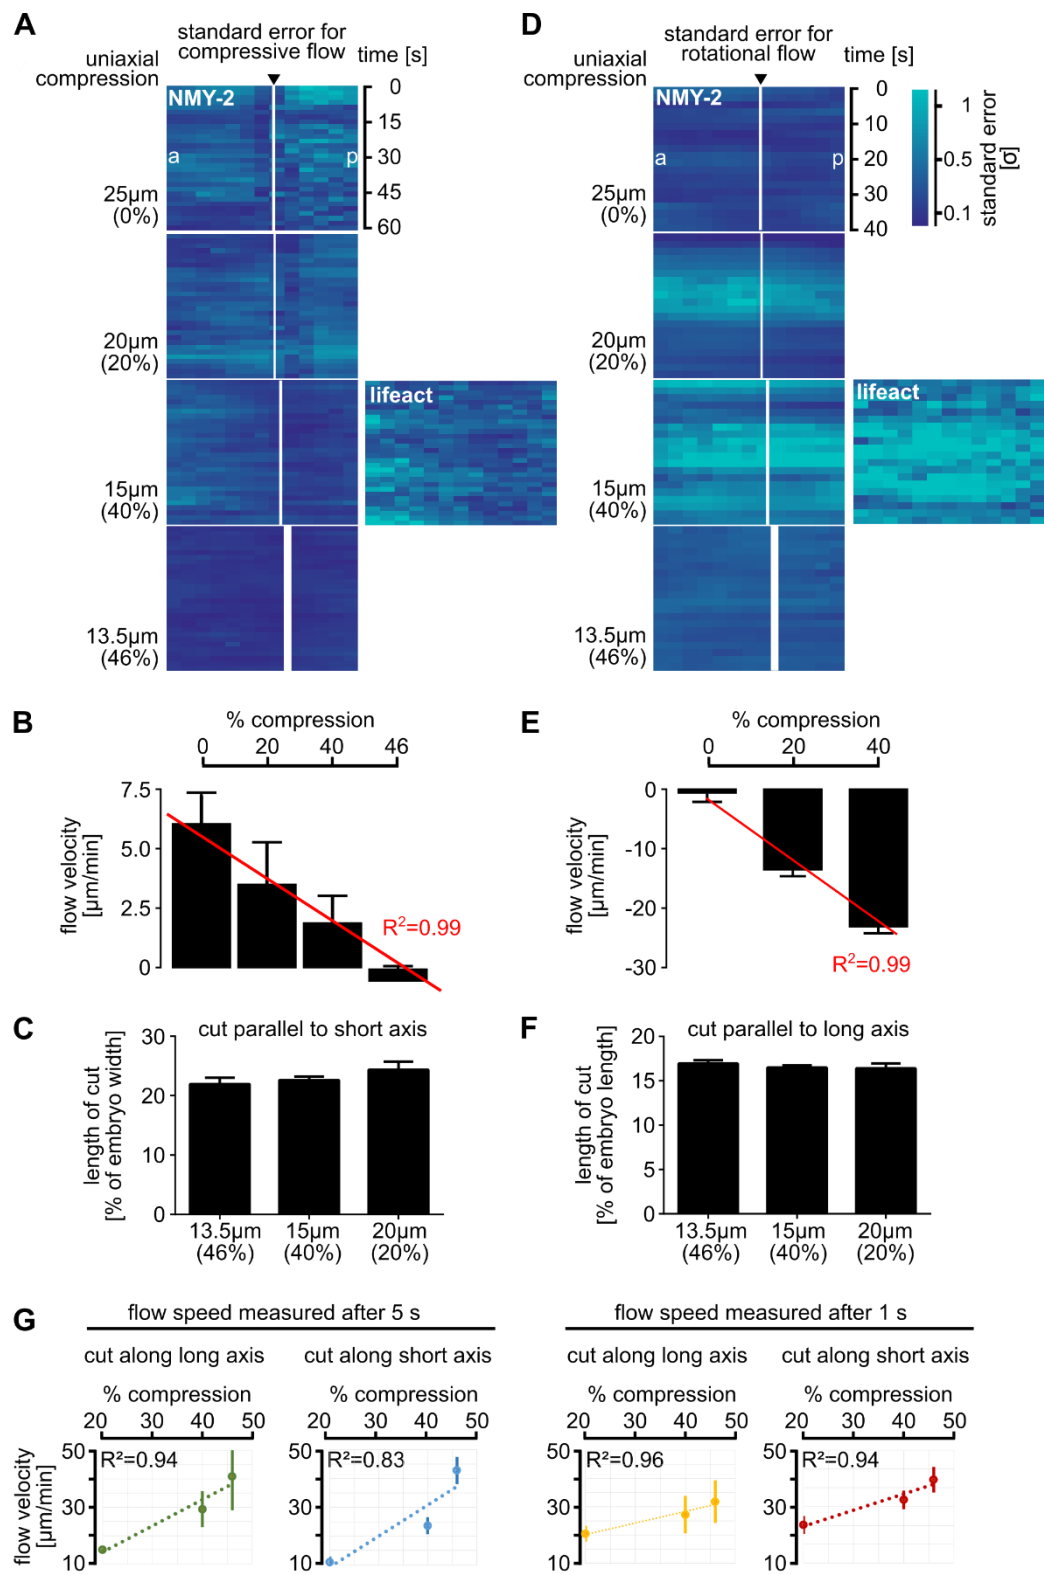 A
standard error for
compressive flow
uniaxial
compression
time [s]
NMY-2
a
p
0
15
30
45
60
25µm
(0%)
20µm
(20%)
15µm
(40%)
lifeact
13.5µm
(46%)
D
standard error for
rotational flow
uniaxial
compression
time [s]
NMY-2
a
p
0
10
20
30
40
1
0.5
0.1
standard error
[σ]
25µm
(0%)
20µm
(20%)
15µm
(40%)
lifeact
13.5µm
(46%)
B
% compression
0 20 40 46
flow velocity
[µm/min]
7.5
5.0
2.5
0
R²=0.99
E
% compression
0 20 40
flow velocity
[µm/min]
0
-10
-20
-30
R²=0.99
C
cut parallel to short axis
length of cut
[% of embryo width]
30
20
10
0
13.5µm 15µm 20µm
(46%) (40%) (20%)
F
cut parallel to long axis
length of cut
[% of embryo length]
20
15
10
5
0
13.5µm 15µm 20µm
(46%) (40%) (20%)
G
flow speed measured after 5 s
cut along long axis
% compression
20 30 40 50
flow velocity
[µm/min]
50
30
10
R²=0.94
cut along short axis
% compression
20 30 40 50
R²=0.83
flow speed measured after 1 s
cut along long axis
% compression
20 30 40 50
50
30
10
R²=0.96
cut along short axis
% compression
20 30 40 50
50
30
10
R²=0.94